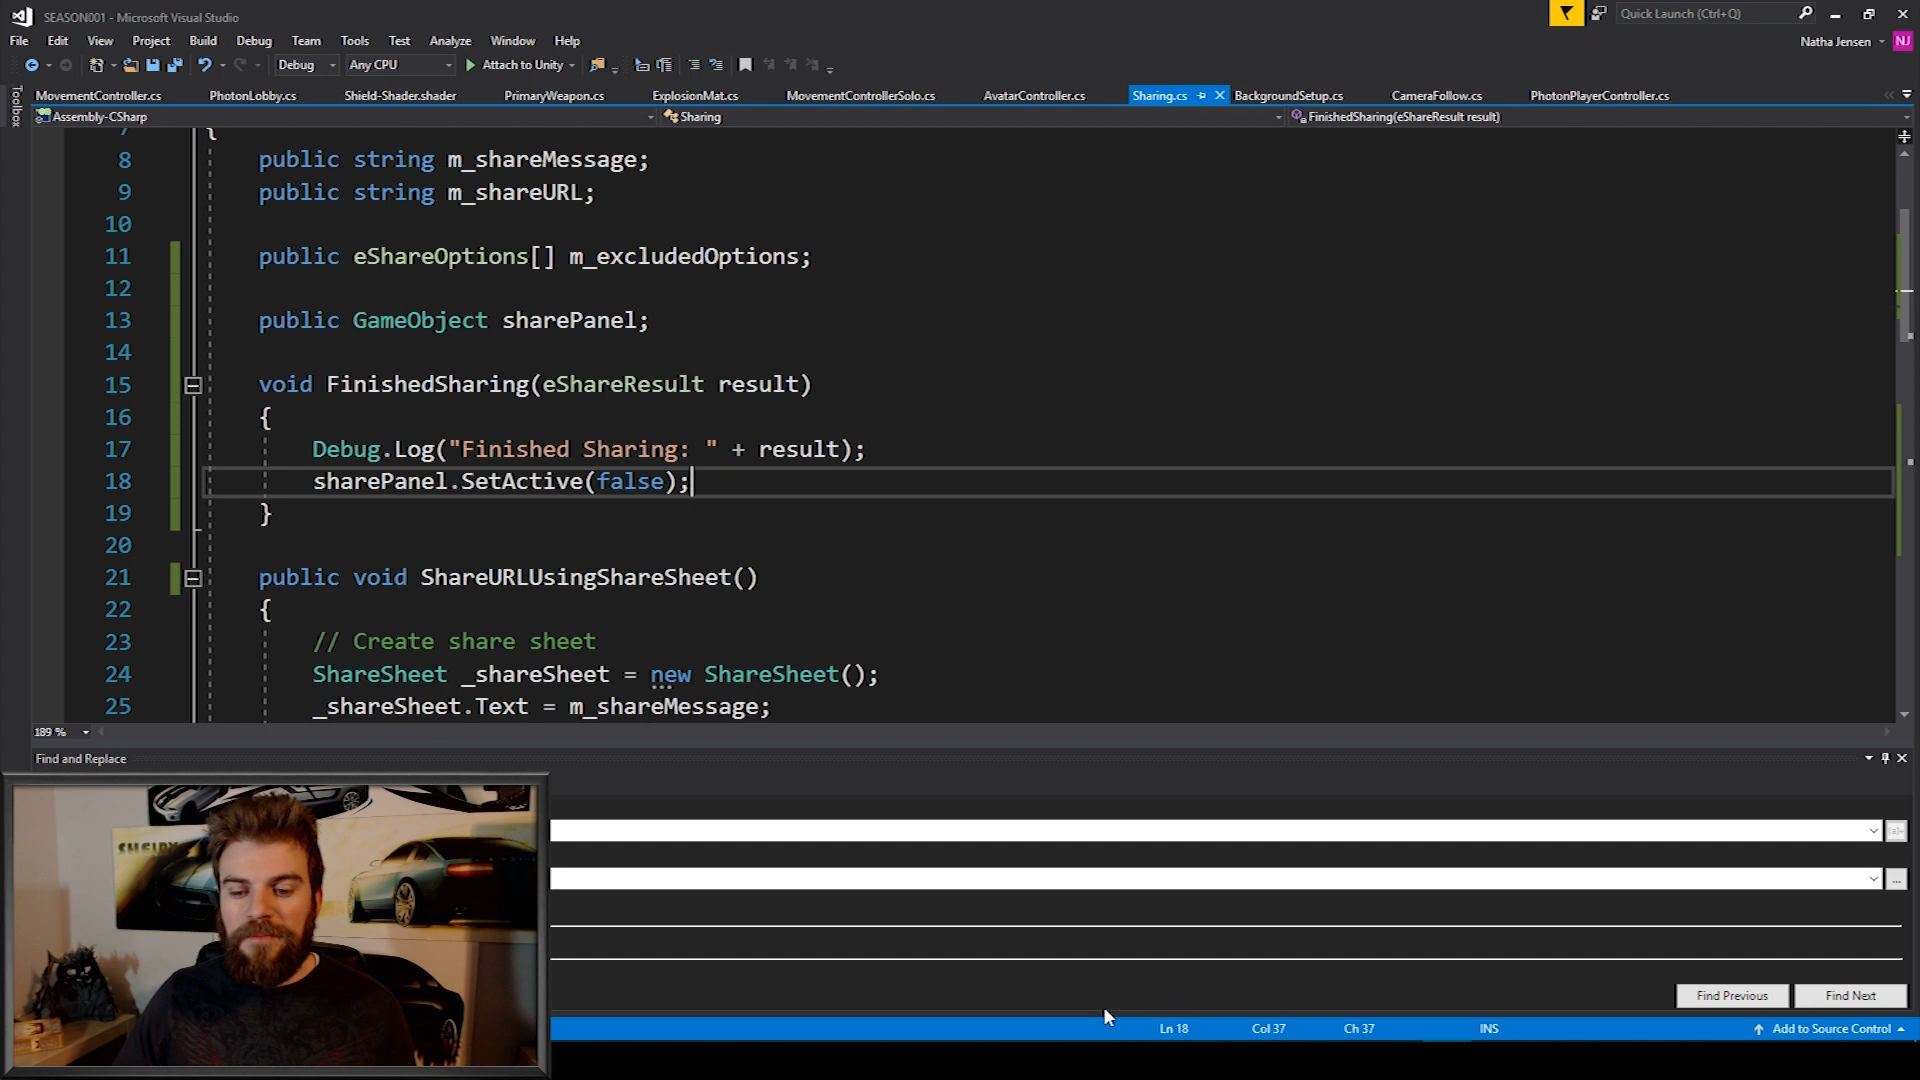 SEASON001 - Microsoft Visual Studio
Quick Launch (Ctrl+Q)
File Edit View Project Build Debug Team Tools Test Analyze Window Help
Natha Jensen NJ
Debug Any CPU Attach to Unity
Toolbox
MovementController.cs PhotonLobby.cs Shield-Shader.shader PrimaryWeapon.cs ExplosionMat.cs MovementControllerSolo.cs AvatarController.cs Sharing.cs BackgroundSetup.cs CameraFollow.cs PhotonPlayerController.cs
Assembly-CSharp Sharing FinishedSharing(eShareResult result)
7 {
8 public string m_shareMessage;
9 public string m_shareURL;
10
11 public eShareOptions[] m_excludedOptions;
12
13 public GameObject sharePanel;
14
15 void FinishedSharing(eShareResult result)
16 {
17 Debug.Log("Finished Sharing: " + result);
18 sharePanel.SetActive(false);
19 }
20
21 public void ShareURLUsingShareSheet()
22 {
23 // Create share sheet
24 ShareSheet _shareSheet = new ShareSheet();
25 _shareSheet.Text = m_shareMessage;
189 %
Find and Replace
SHELBY
...
Find Previous Find Next
Ln 18 Col 37 Ch 37 INS Add to Source Control